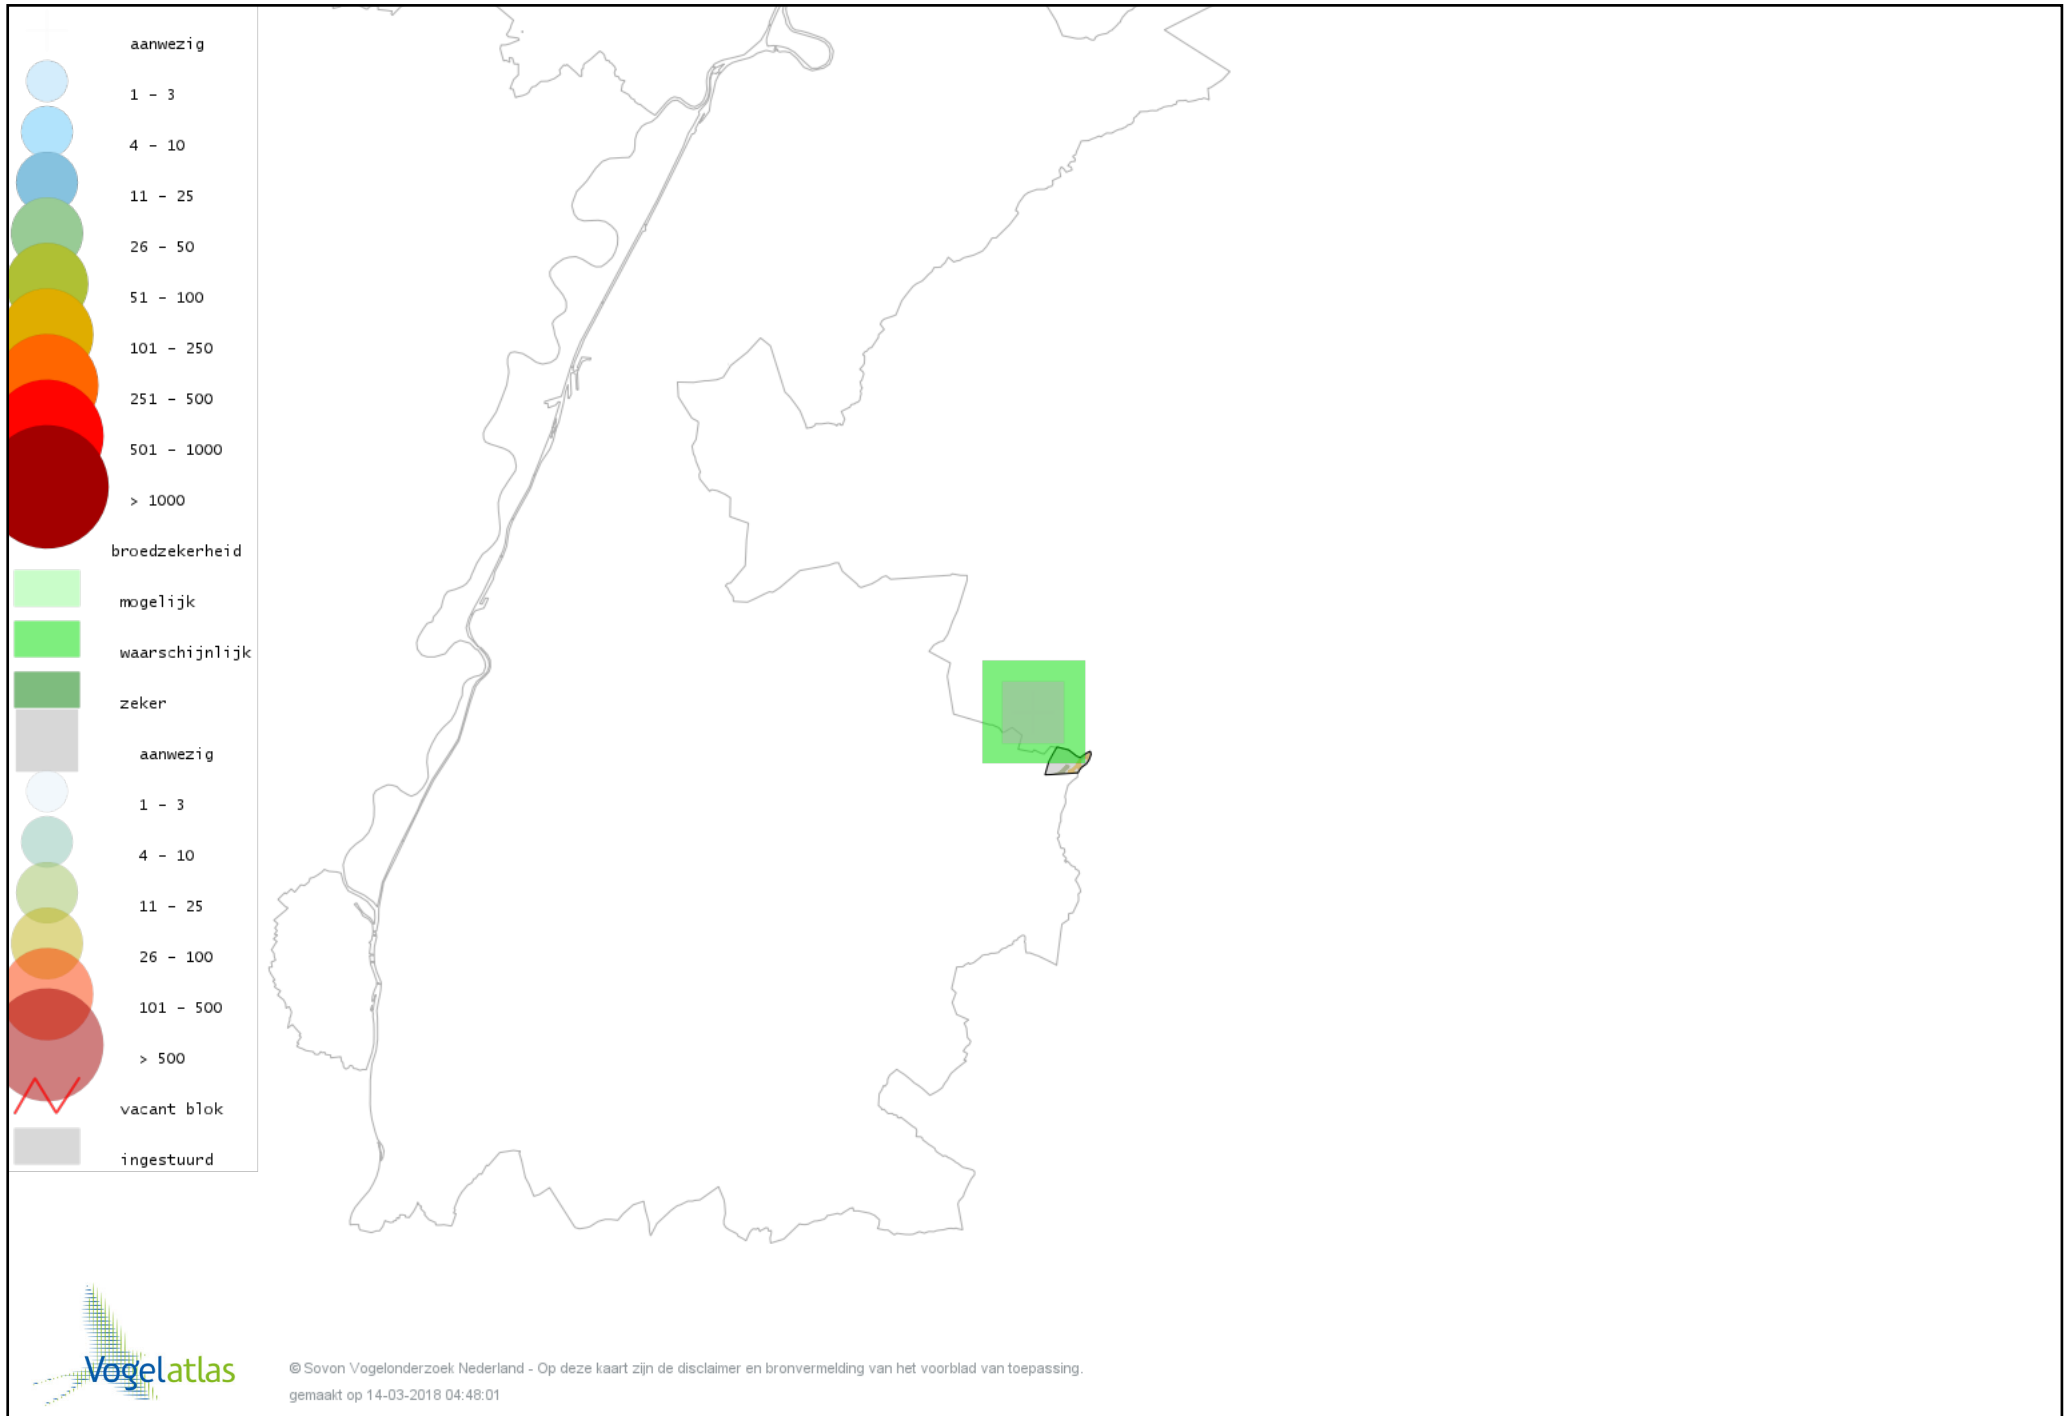 aanwezig
1 - 3
4 - 10
11 - 25
26 - 50
51 - 100
101 - 250
251 - 500
501 - 1000
> 1000
broedzekerheid
mogelijk
waarschijnlijk
zeker
aanwezig
1 - 3
4 - 10
11 - 25
26 - 100
101 - 500
> 500
vacant blok
ingestuurd
Vogelatlas
© Sovon Vogelonderzoek Nederland - Op deze kaart zijn de disclaimer en bronvermelding van het voorblad van toepassing.
gemaakt op 14-03-2018 04:48:01